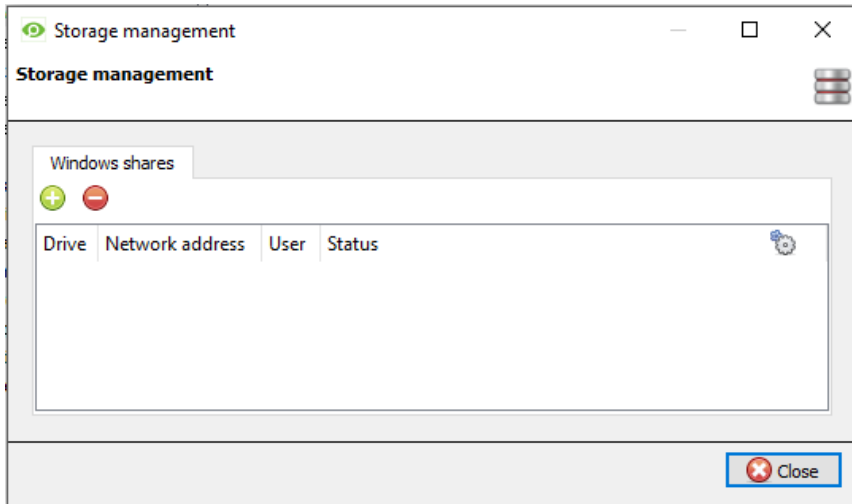 Storage management
Storage management
Windows shares
Drive Network address User Status
Close